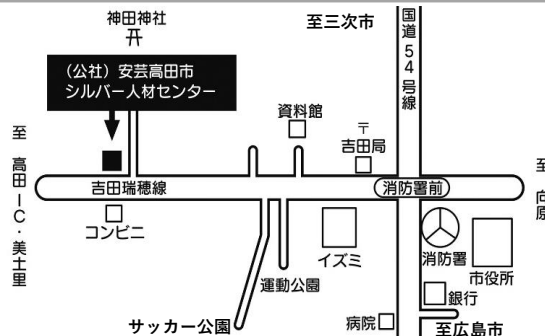 神田神社
至三次市
国道54号線
(公社)安芸高田市
シルバー人材センター
資料館
〒
吉田局
至 高田IC・美土里
吉田瑞穂線
消防署前
至 向原
コンビニ
イズミ
消防署
市役所
運動公園
銀行
サッカー公園
病院
至広島市